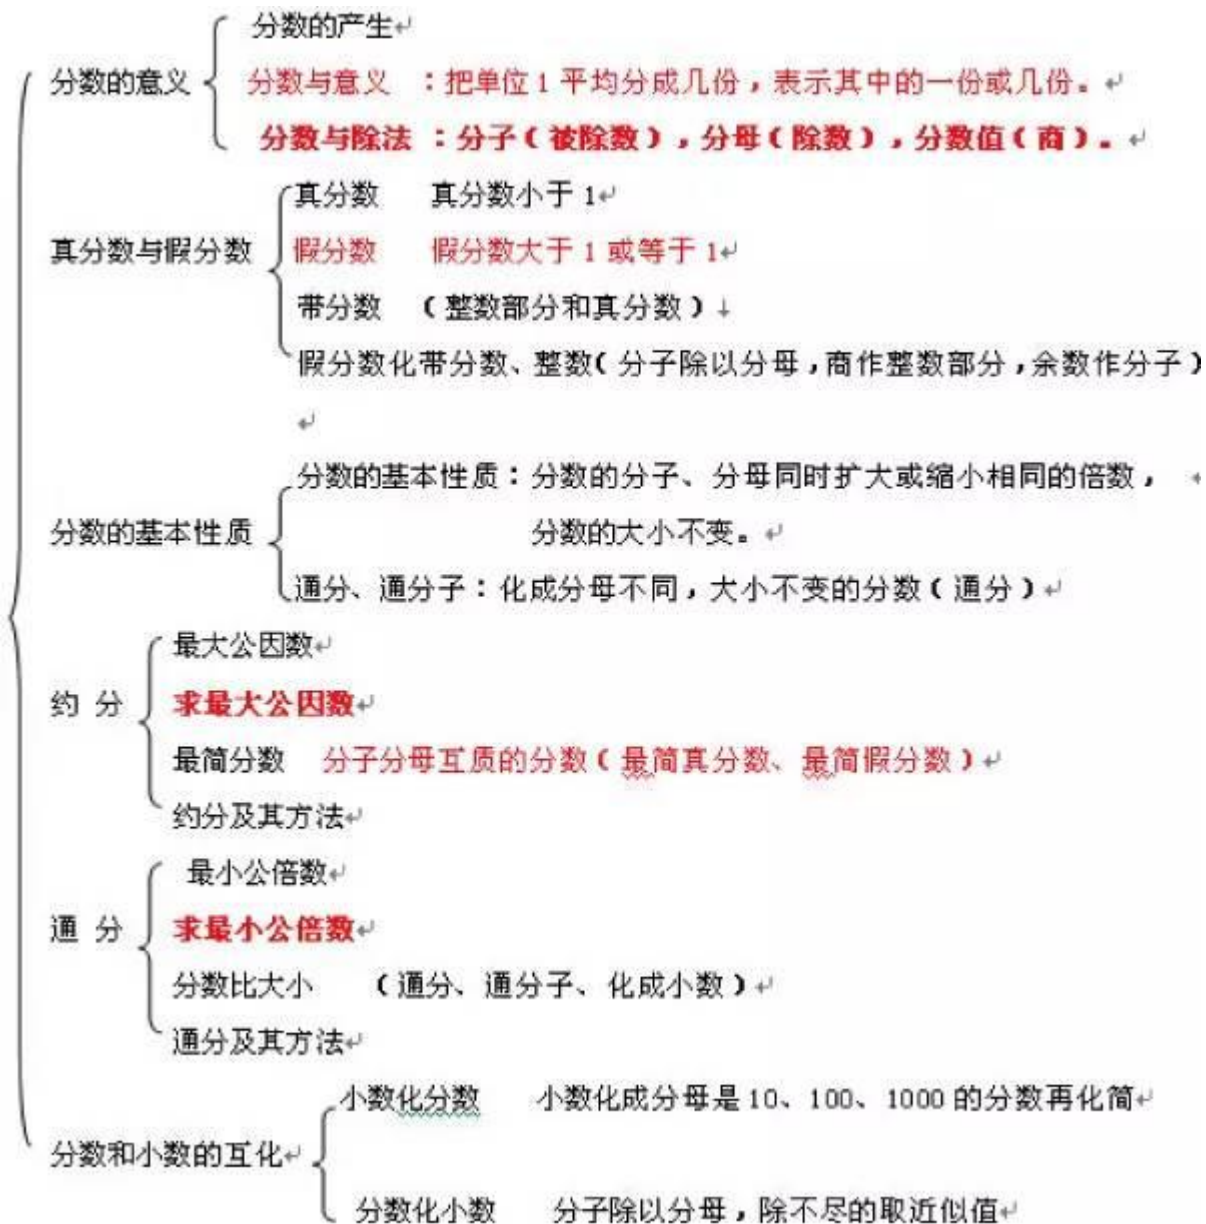 分数的产生
分数的意义
分数与意义 ：把单位 1 平均分成几份，表示其中的一份或几份。
分数与除法 ：分子（被除数），分母（除数），分数值（商）。
真分数 真分数小于 1
真分数与假分数
假分数 假分数大于 1 或等于 1
带分数 （整数部分和真分数）
假分数化带分数、整数（分子除以分母，商作整数部分，余数作分子）
分数的基本性质：分数的分子、分母同时扩大或缩小相同的倍数，
分数的基本性质
分数的大小不变。
通分、通分子：化成分母不同，大小不变的分数（通分）
最大公因数
约 分
求最大公因数
最简分数 分子分母互质的分数（最简真分数、最简假分数）
约分及其方法
最小公倍数
通 分
求最小公倍数
分数比大小 （通分、通分子、化成小数）
通分及其方法
小数化分数 小数化成分母是 10、100、1000 的分数再化简
分数和小数的互化
分数化小数 分子除以分母，除不尽的取近似值